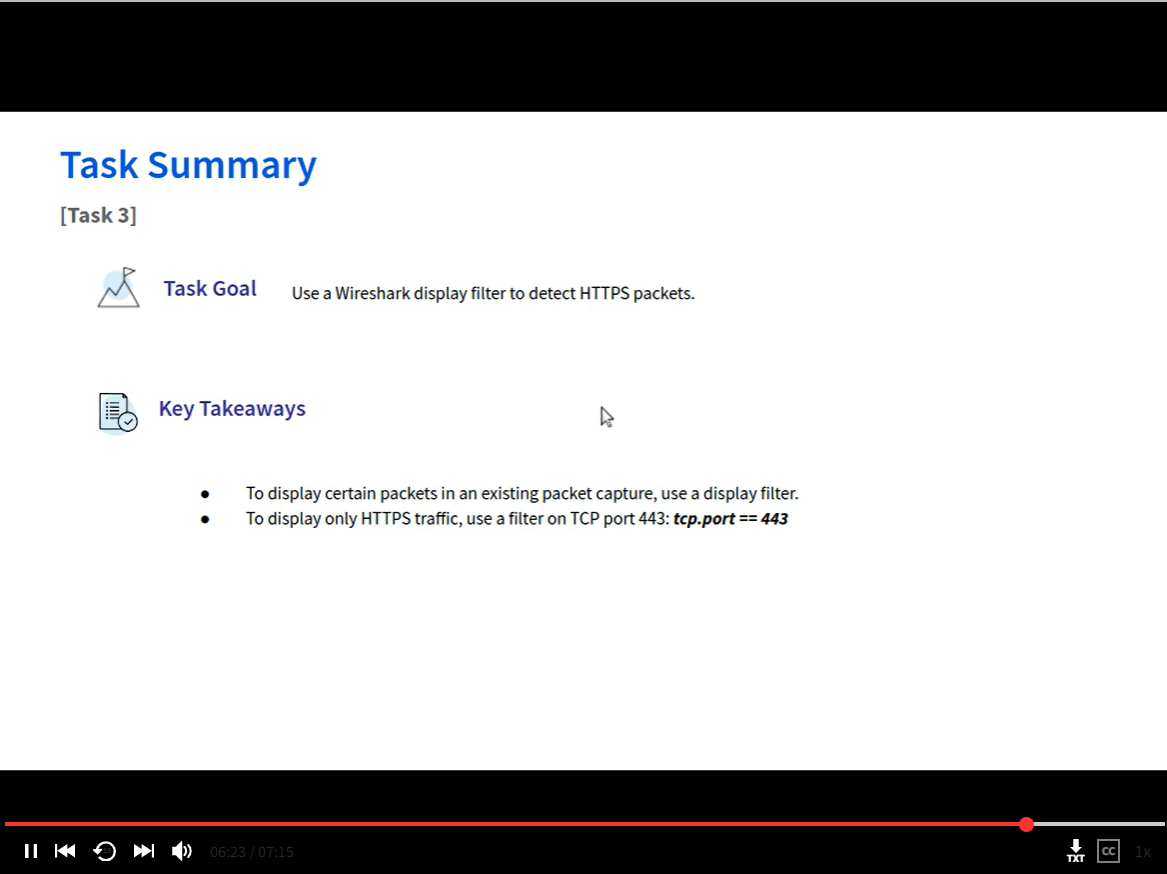 Task Summary
[Task 3]
Task Goal
Use a Wireshark display filter to detect HTTPS packets.
Key Takeaways
● To display certain packets in an existing packet capture, use a display filter.
● To display only HTTPS traffic, use a filter on TCP port 443: tcp.port == 443
06:23 / 07:15
TXT
CC
1x